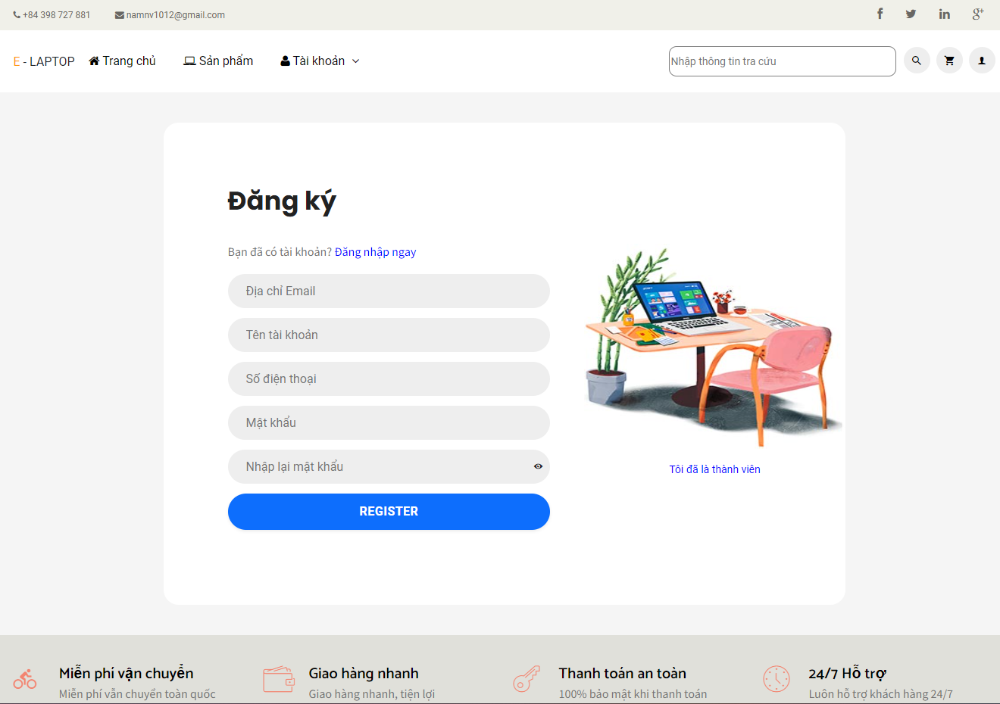 +84 398 727 881 namnv1012@gmail.com
E - LAPTOP Trang chủ Sản phẩm Tài khoản Nhập thông tin tra cứu
Đăng ký
Bạn đã có tài khoản? Đăng nhập ngay
Địa chỉ Email
Tên tài khoản
Số điện thoại
Mật khẩu
Nhập lại mật khẩu
REGISTER
Tôi đã là thành viên
Miễn phí vận chuyển
Miễn phí vẫn chuyển toàn quốc
Giao hàng nhanh
Giao hàng nhanh, tiện lợi
Thanh toán an toàn
100% bảo mật khi thanh toán
24/7 Hỗ trợ
Luôn hỗ trợ khách hàng 24/7